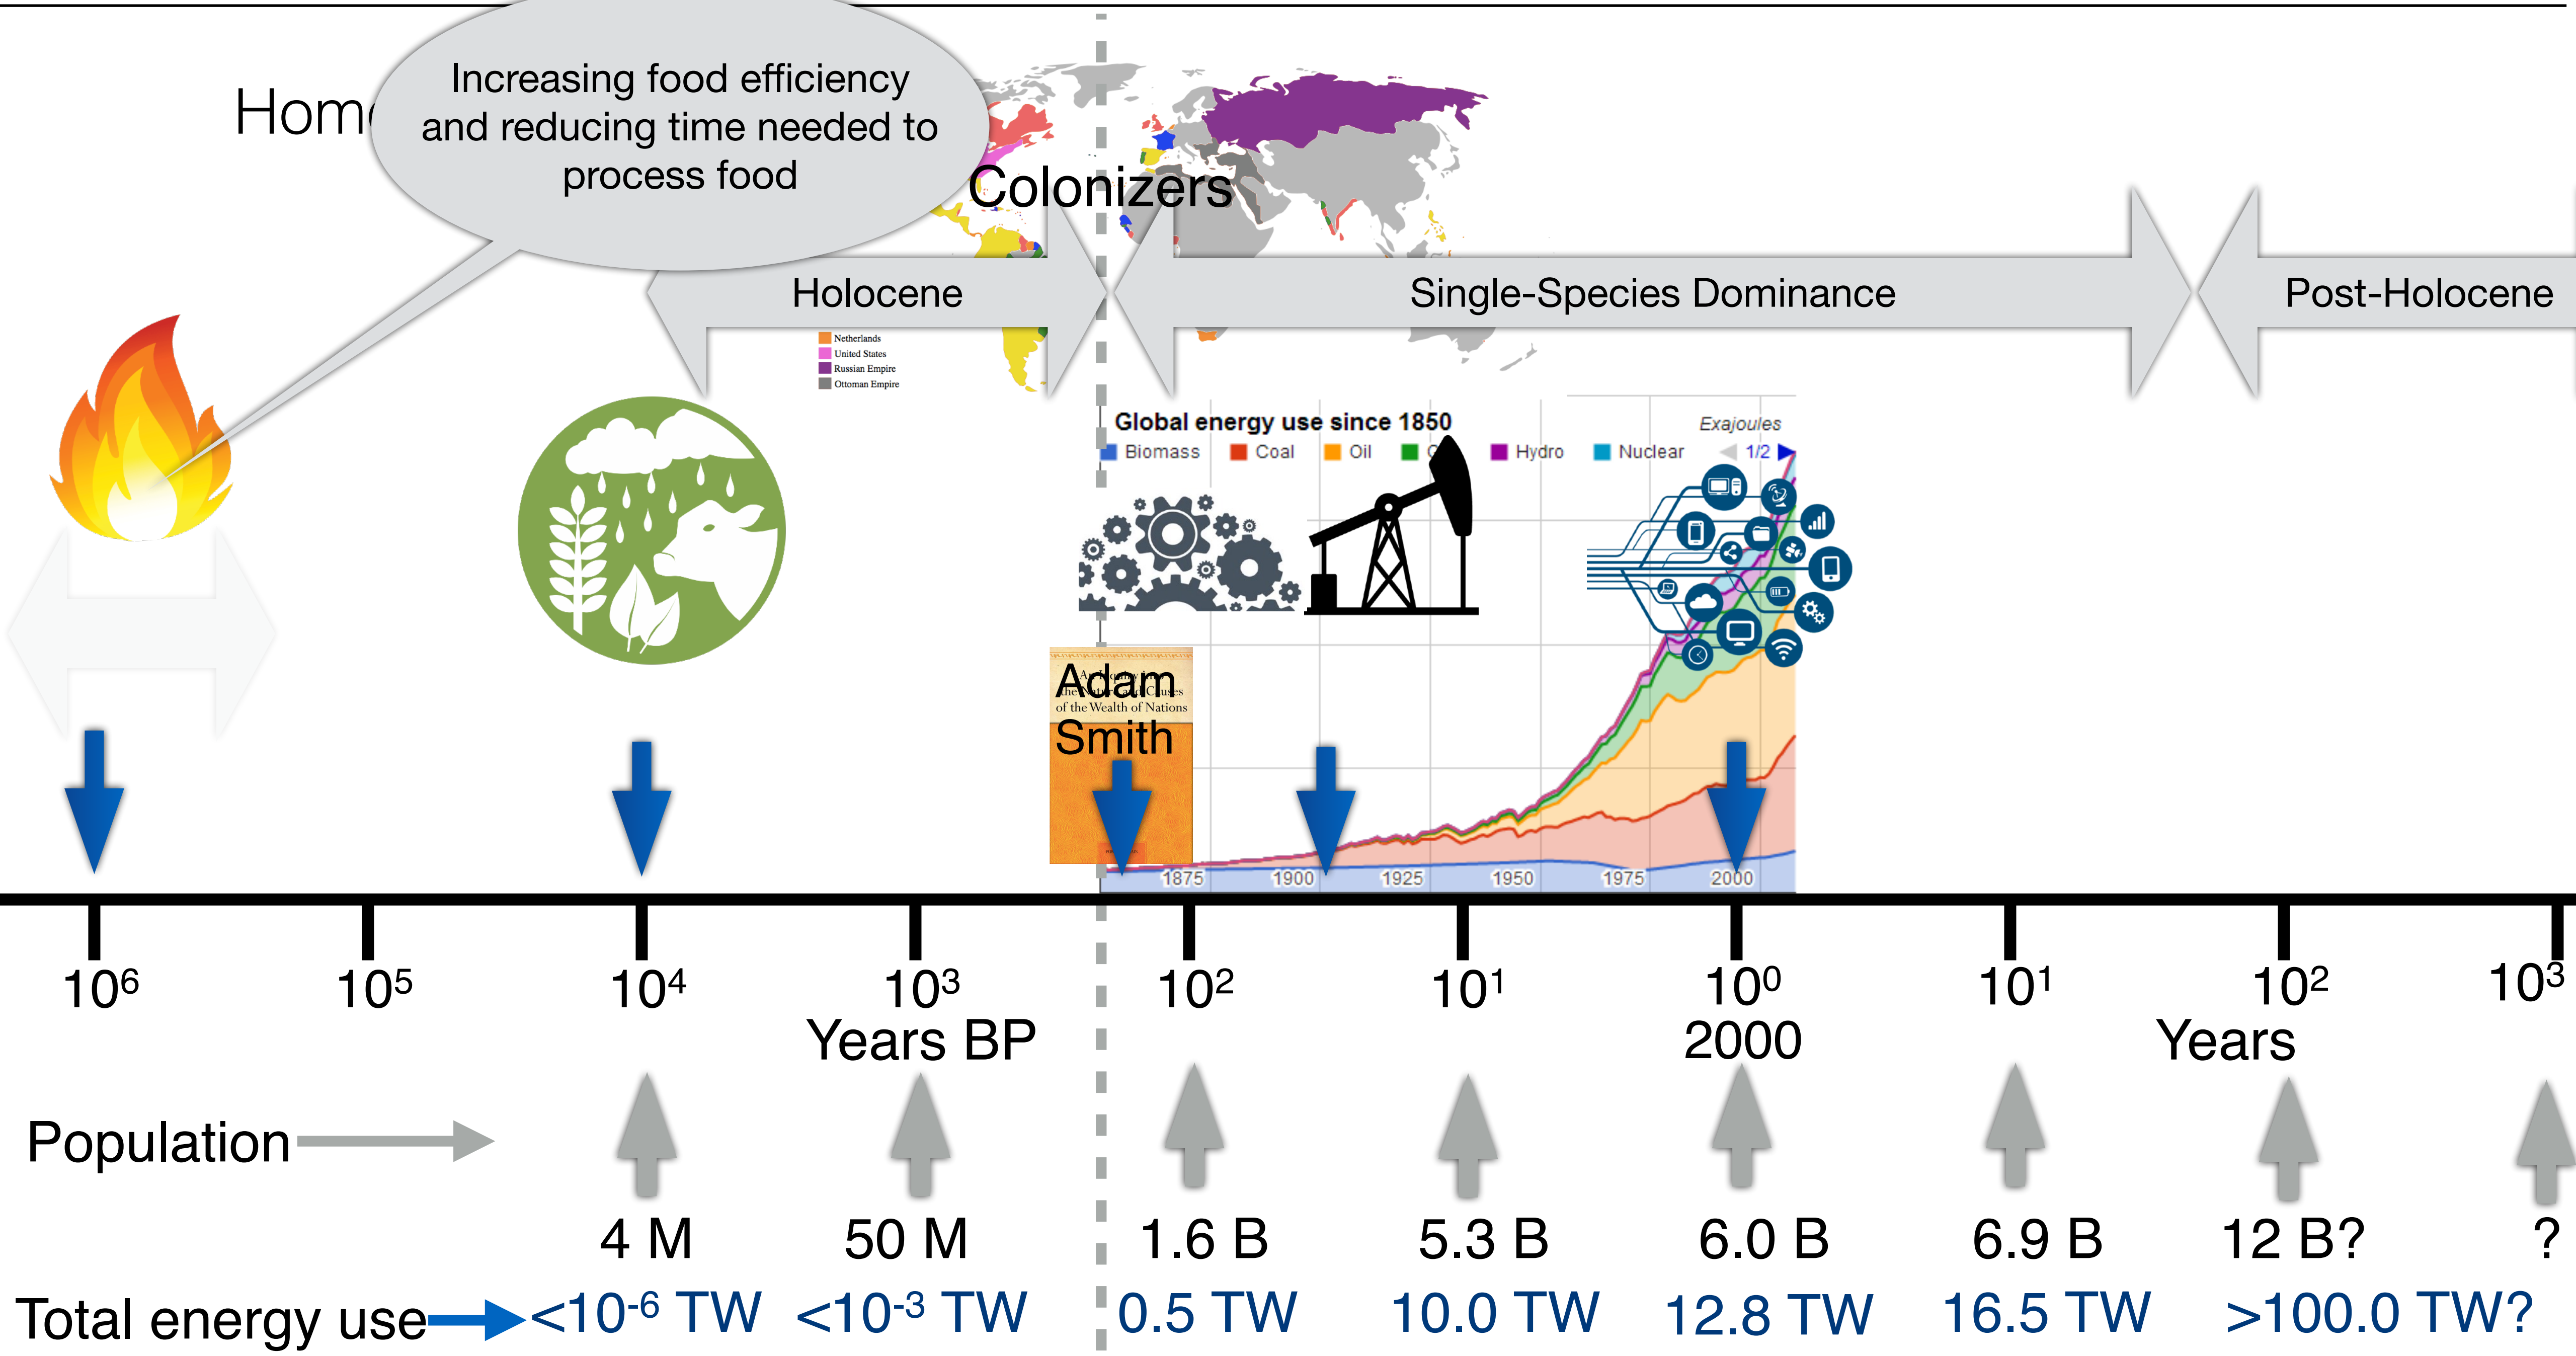 Increasing food efficiency
and reducing time needed to
process food
Hom
Colonizers
Holocene
Single-Species Dominance
Post-Holocene
Netherlands
United States
Russian Empire
Ottoman Empire
Global energy use since 1850
Exajoules
Biomass Coal Oil Hydro Nuclear 1/2
Adam
Smith
of the Wealth of Nations
1875 1900 1925 1950 1975 2000
10⁶ 10⁵ 10⁴ 10³ 10² 10¹ 10⁰ 10¹ 10² 10³
Years BP 2000 Years
Population
4 M 50 M 1.6 B 5.3 B 6.0 B 6.9 B 12 B? ?
Total energy use <10⁻⁶ TW <10⁻³ TW 0.5 TW 10.0 TW 12.8 TW 16.5 TW >100.0 TW?